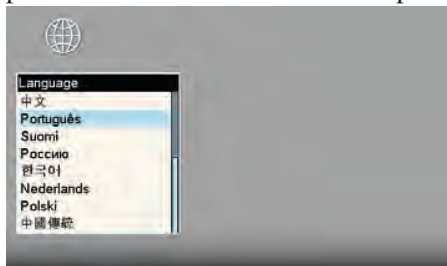 Language
中文
Português
Suomi
Россию
한국어
Nederlands
Polski
中國傳統